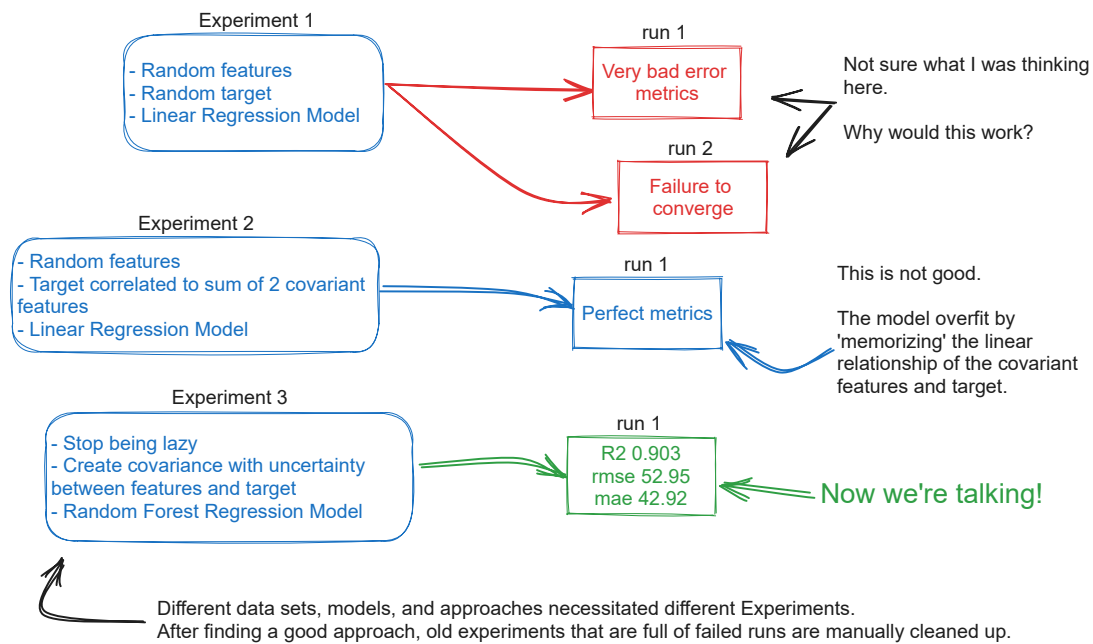 Experiment 1
- Random features
- Random target
- Linear Regression Model
run 1
Very bad error
metrics
Not sure what I was thinking
here.
Why would this work?
run 2
Failure to
converge
Experiment 2
- Random features
- Target correlated to sum of 2 covariant
features
- Linear Regression Model
run 1
Perfect metrics
This is not good.
The model overfit by
'memorizing' the linear
relationship of the covariant
features and target.
Experiment 3
- Stop being lazy
- Create covariance with uncertainty
between features and target
- Random Forest Regression Model
run 1
R2 0.903
rmse 52.95
mae 42.92
Now we're talking!
Different data sets, models, and approaches necessitated different Experiments.
After finding a good approach, old experiments that are full of failed runs are manually cleaned up.